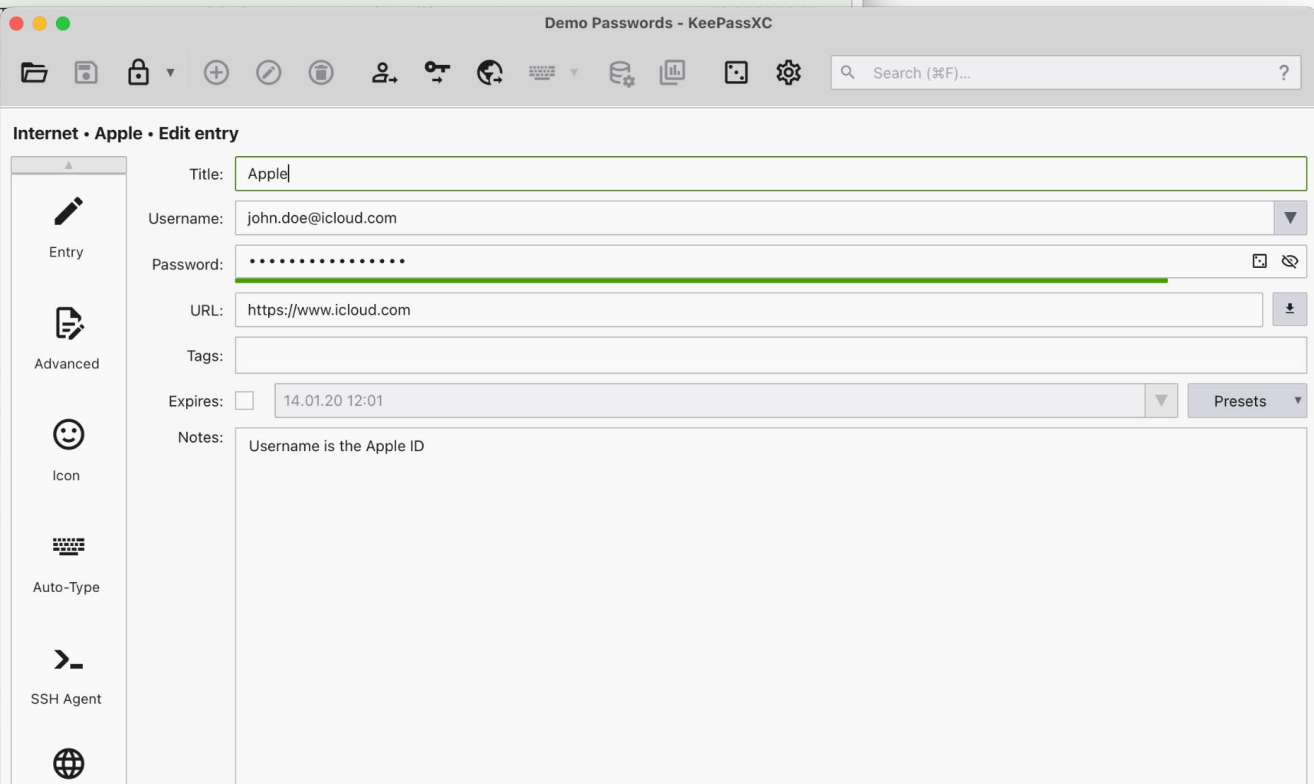 Demo Passwords - KeePassXC
Search (⌘F)... ?
Internet • Apple • Edit entry
Title: Apple
Username: john.doe@icloud.com
Entry
Password: ••••••••••••••••
URL: https://www.icloud.com
Advanced
Tags:
Expires: 14.01.20 12:01 Presets
Notes: Username is the Apple ID
Icon
Auto-Type
SSH Agent